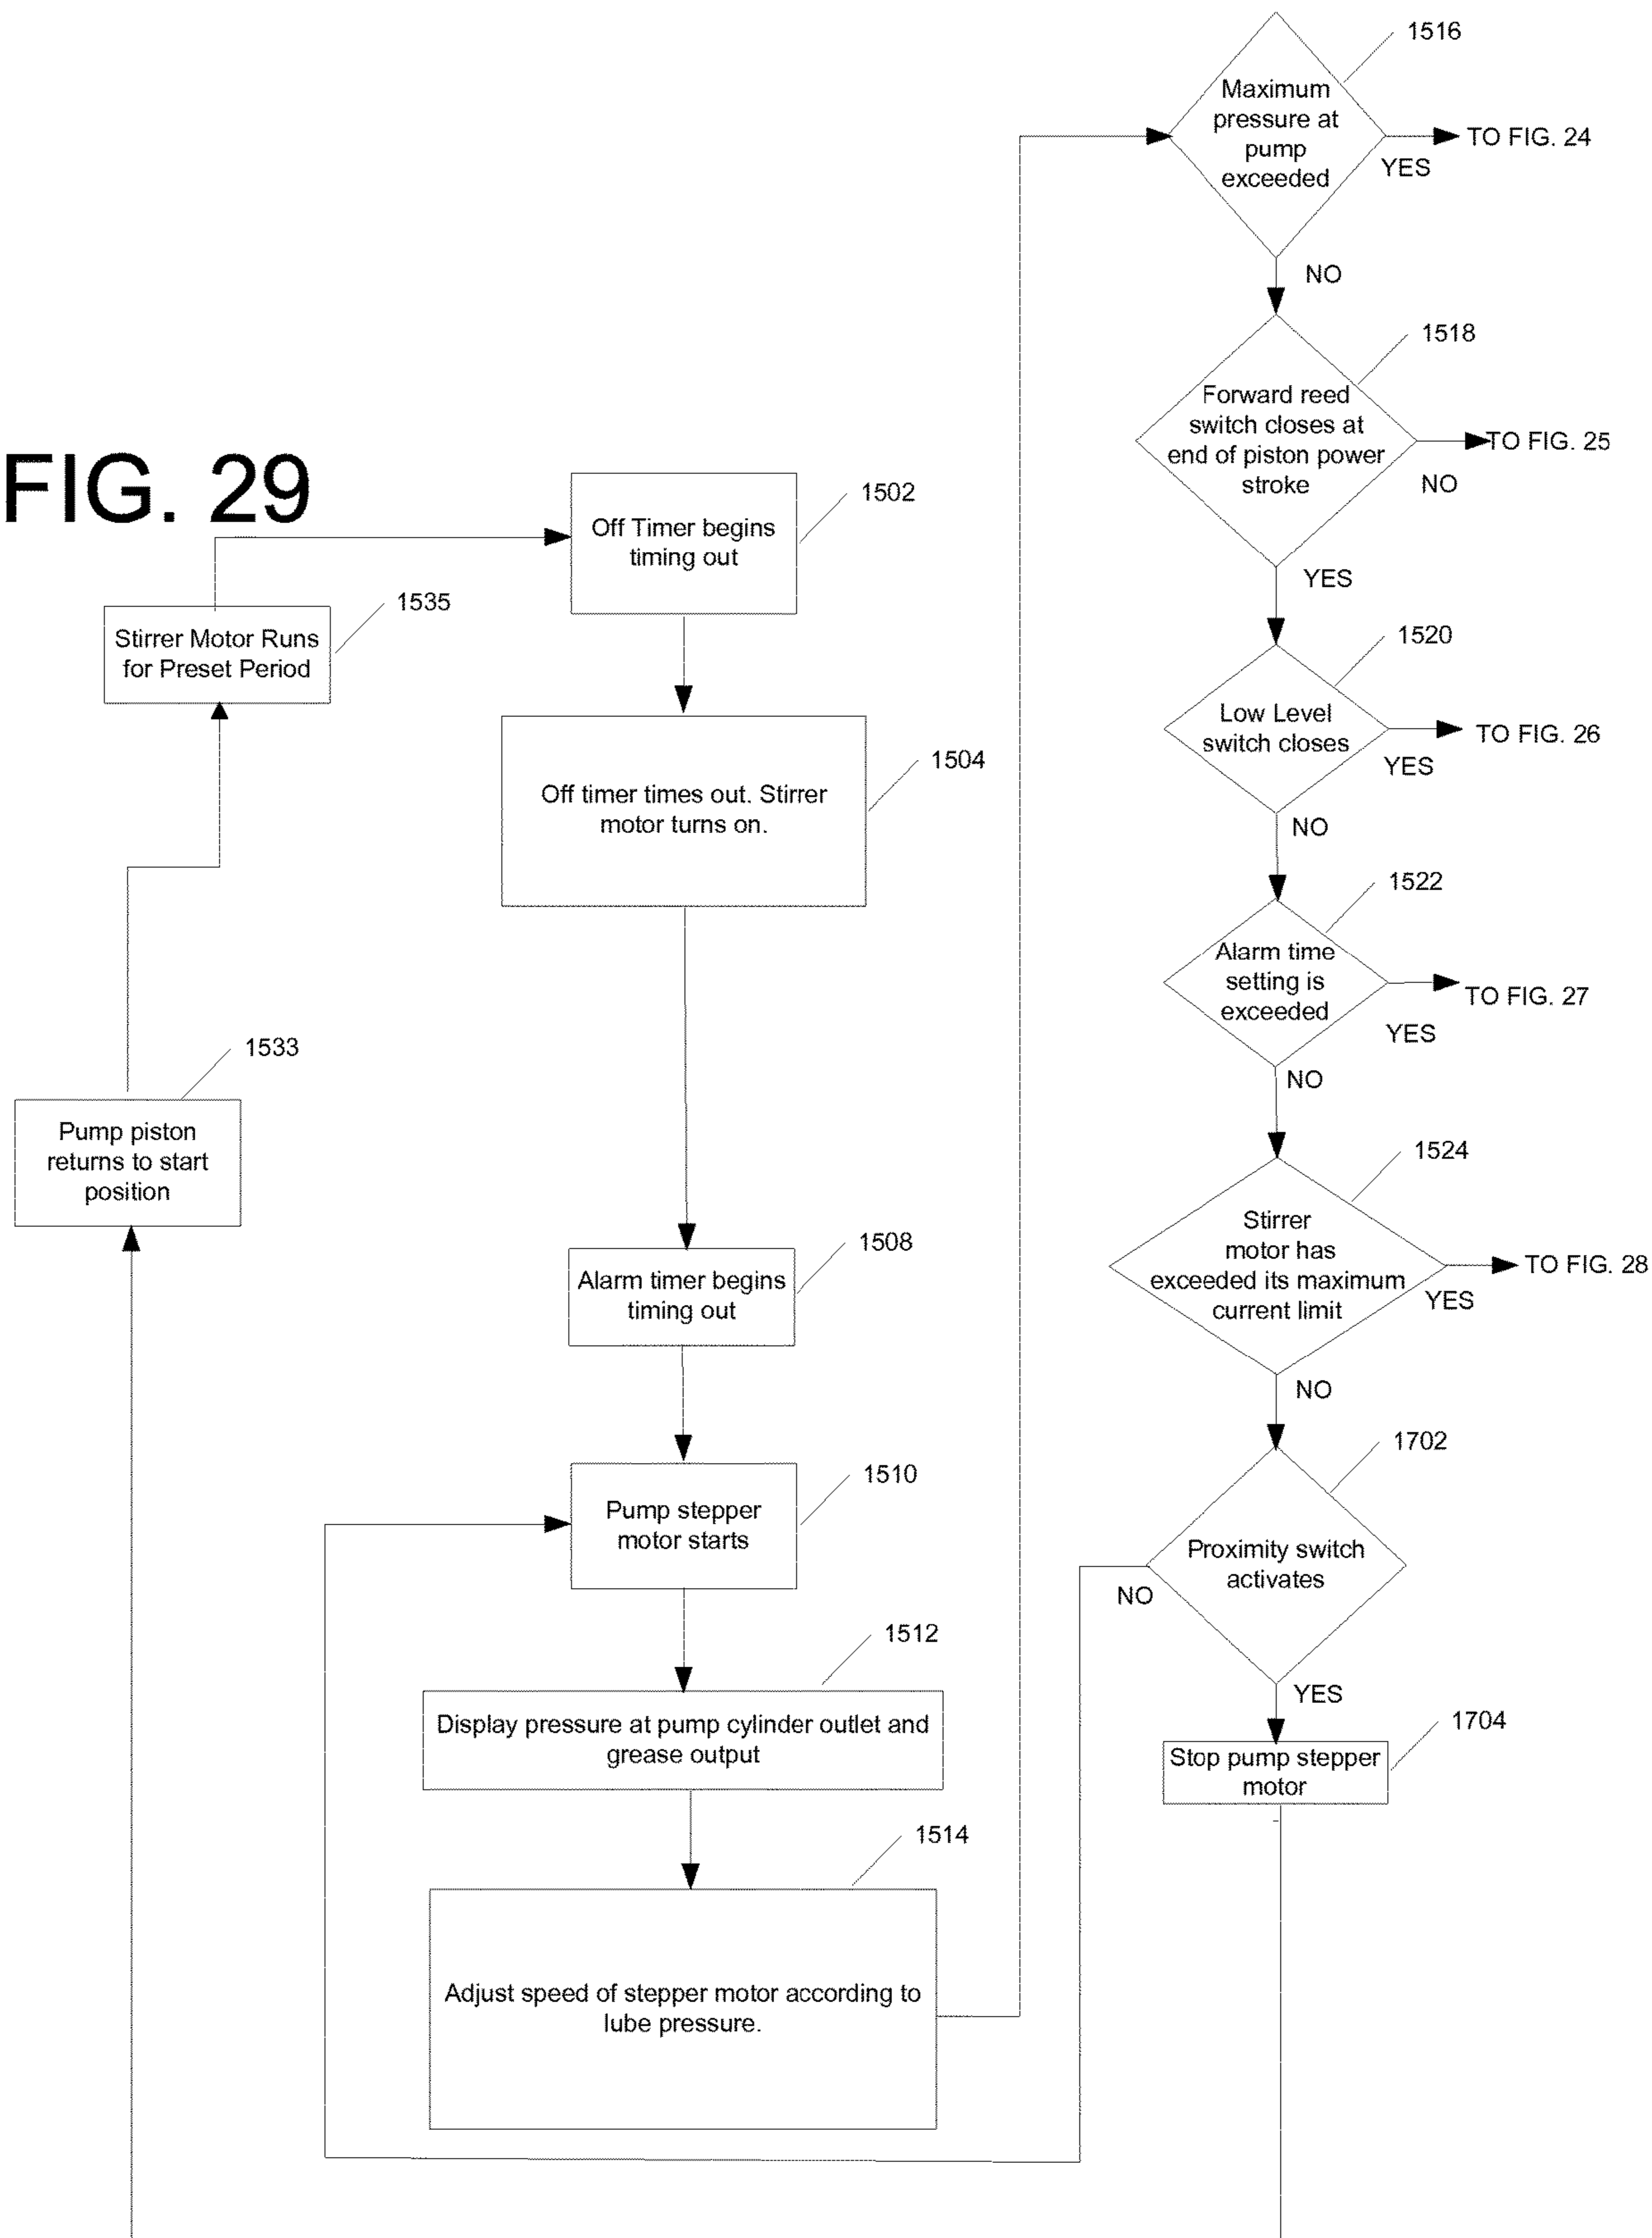 FIG. 29
1502
Off Timer begins
timing out
1535
Stirrer Motor Runs
for Preset Period
1504
Off timer times out. Stirrer
motor turns on.
1533
Pump piston
returns to start
position
1508
Alarm timer begins
timing out
1510
Pump stepper
motor starts
1512
Display pressure at pump cylinder outlet and
grease output
1514
Adjust speed of stepper motor according to
lube pressure.
1516
Maximum
pressure at
pump
exceeded
TO FIG. 24
YES
NO
1518
Forward reed
switch closes at
end of piston power
stroke
TO FIG. 25
NO
YES
1520
Low Level
switch closes
TO FIG. 26
YES
NO
1522
Alarm time
setting is
exceeded
TO FIG. 27
YES
NO
1524
Stirrer
motor has
exceeded its maximum
current limit
TO FIG. 28
YES
NO
1702
Proximity switch
activates
NO
YES
1704
Stop pump stepper
motor